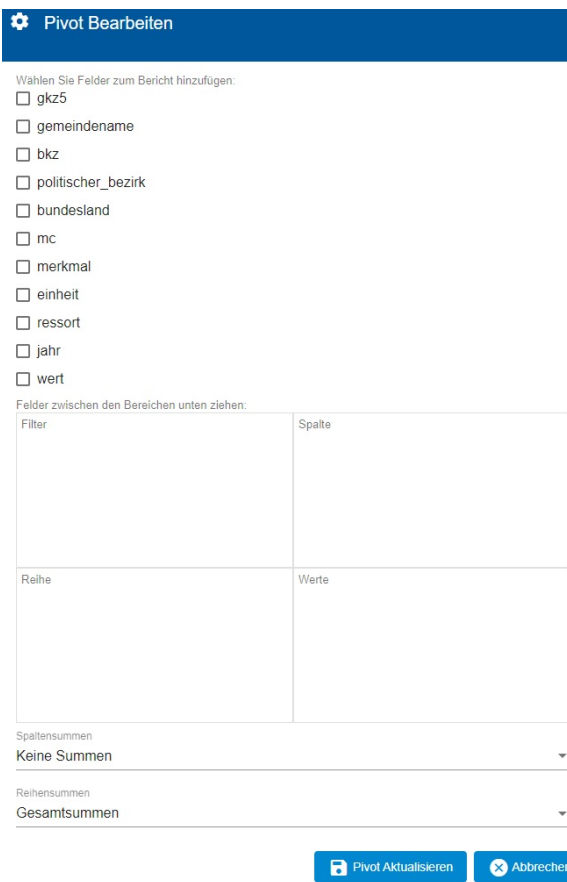 Pivot Bearbeiten
Wählen Sie Felder zum Bericht hinzufügen:
gkz5
gemeindename
bkz
politischer_bezirk
bundesland
mc
merkmal
einheit
ressort
jahr
wert
Felder zwischen den Bereichen unten ziehen:
Filter
Spalte
Reihe
Werte
Spaltensummen
Keine Summen
Reihensummen
Gesamtsummen
Pivot Aktualisieren
Abbrechen